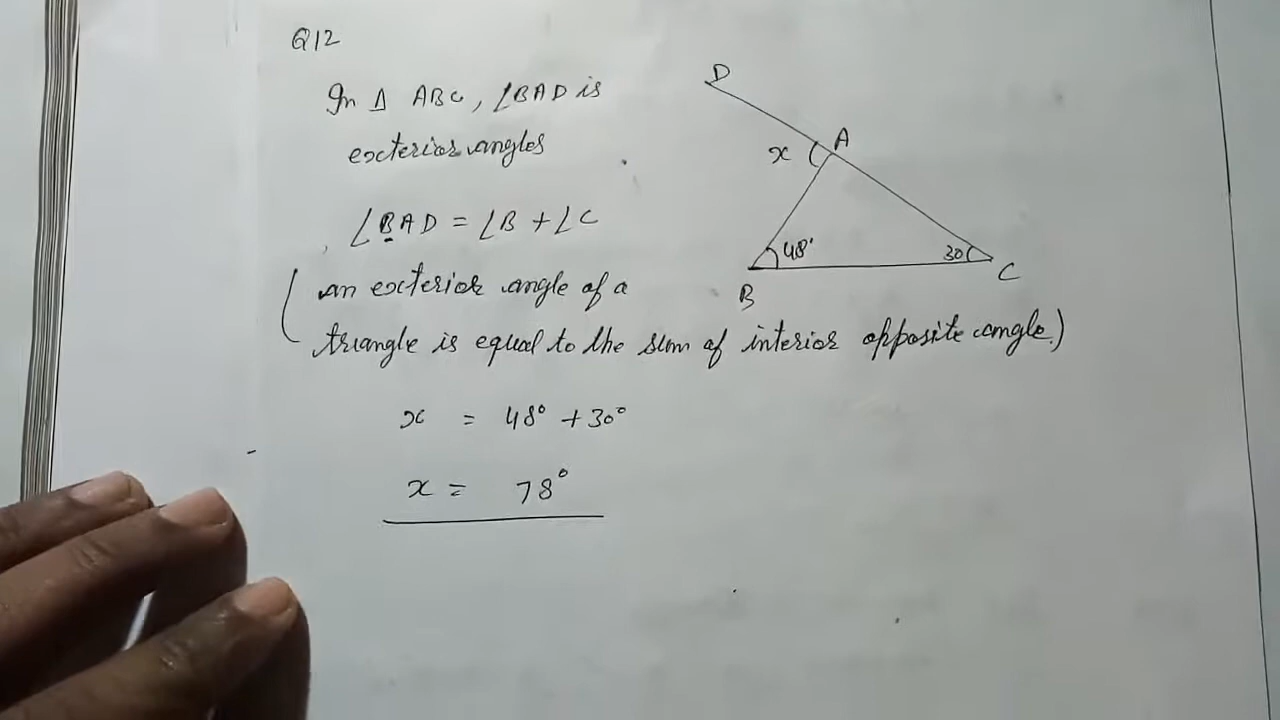 Q12
In Δ ABC, ∠BAD is
exterior angles
∠BAD = ∠B + ∠C
(an exterior angle of a
triangle is equal to the sum of interior opposite angle.)
x = 48° + 30°
x = 78°
D
A
x
48°
30
B
C